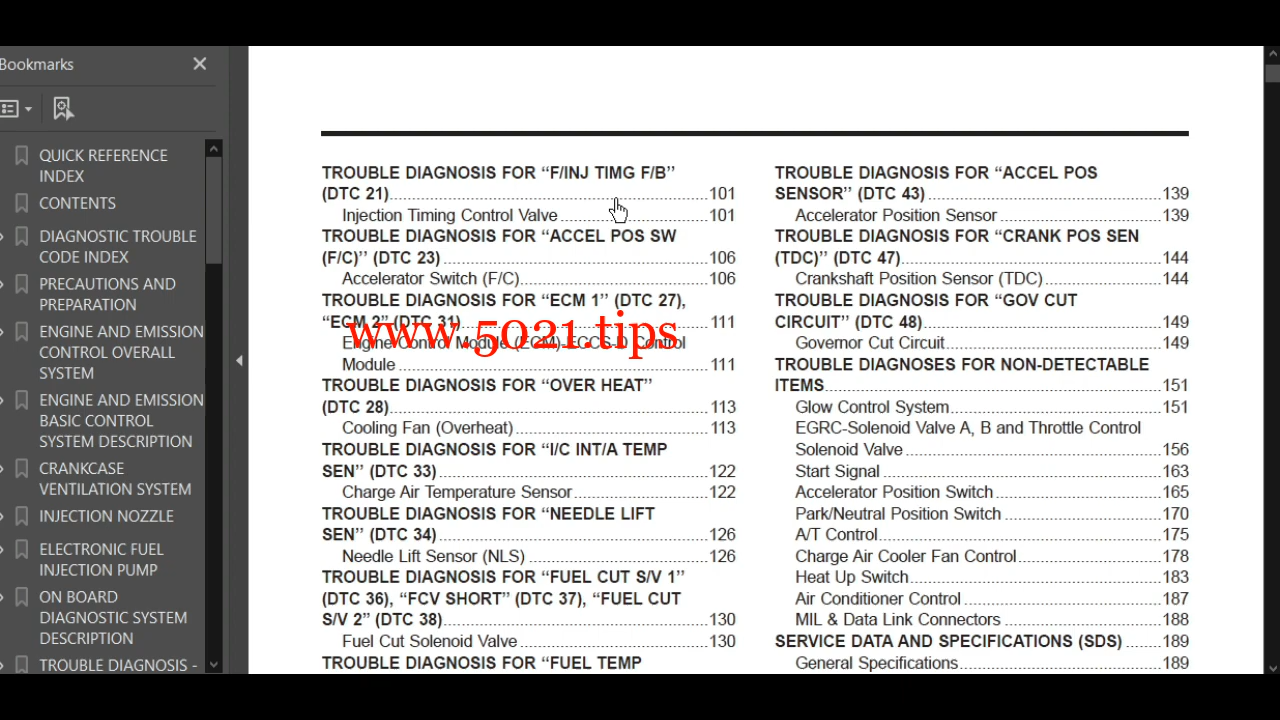 Bookmarks
QUICK REFERENCE
INDEX
CONTENTS
DIAGNOSTIC TROUBLE
CODE INDEX
PRECAUTIONS AND
PREPARATION
ENGINE AND EMISSION
CONTROL OVERALL
SYSTEM
ENGINE AND EMISSION
BASIC CONTROL
SYSTEM DESCRIPTION
CRANKCASE
VENTILATION SYSTEM
INJECTION NOZZLE
ELECTRONIC FUEL
INJECTION PUMP
ON BOARD
DIAGNOSTIC SYSTEM
DESCRIPTION
TROUBLE DIAGNOSIS -
TROUBLE DIAGNOSIS FOR “F/INJ TIMG F/B”
(DTC 21)........................101
Injection Timing Control Valve........................101
TROUBLE DIAGNOSIS FOR “ACCEL POS SW
(F/C)” (DTC 23)........................106
Accelerator Switch (F/C)........................106
TROUBLE DIAGNOSIS FOR “ECM 1” (DTC 27),
“ECM 2” (DTC 31)........................111
www.5021.tips
Engine Control Module (ECM)-ECCS-D Control
Module........................111
TROUBLE DIAGNOSIS FOR “OVER HEAT”
(DTC 28)........................113
Cooling Fan (Overheat)........................113
TROUBLE DIAGNOSIS FOR “I/C INT/A TEMP
SEN” (DTC 33)........................122
Charge Air Temperature Sensor........................122
TROUBLE DIAGNOSIS FOR “NEEDLE LIFT
SEN” (DTC 34)........................126
Needle Lift Sensor (NLS)........................126
TROUBLE DIAGNOSIS FOR “FUEL CUT S/V 1”
(DTC 36), “FCV SHORT” (DTC 37), “FUEL CUT
S/V 2” (DTC 38)........................130
Fuel Cut Solenoid Valve........................130
TROUBLE DIAGNOSIS FOR “FUEL TEMP
TROUBLE DIAGNOSIS FOR “ACCEL POS
SENSOR” (DTC 43)........................139
Accelerator Position Sensor........................139
TROUBLE DIAGNOSIS FOR “CRANK POS SEN
(TDC)” (DTC 47)........................144
Crankshaft Position Sensor (TDC)........................144
TROUBLE DIAGNOSIS FOR “GOV CUT
CIRCUIT” (DTC 48)........................149
Governor Cut Circuit........................149
TROUBLE DIAGNOSES FOR NON-DETECTABLE
ITEMS........................151
Glow Control System........................151
EGRC-Solenoid Valve A, B and Throttle Control
Solenoid Valve........................156
Start Signal........................163
Accelerator Position Switch........................165
Park/Neutral Position Switch........................170
A/T Control........................175
Charge Air Cooler Fan Control........................178
Heat Up Switch........................183
Air Conditioner Control........................187
MIL & Data Link Connectors........................188
SERVICE DATA AND SPECIFICATIONS (SDS)........189
General Specifications........................189